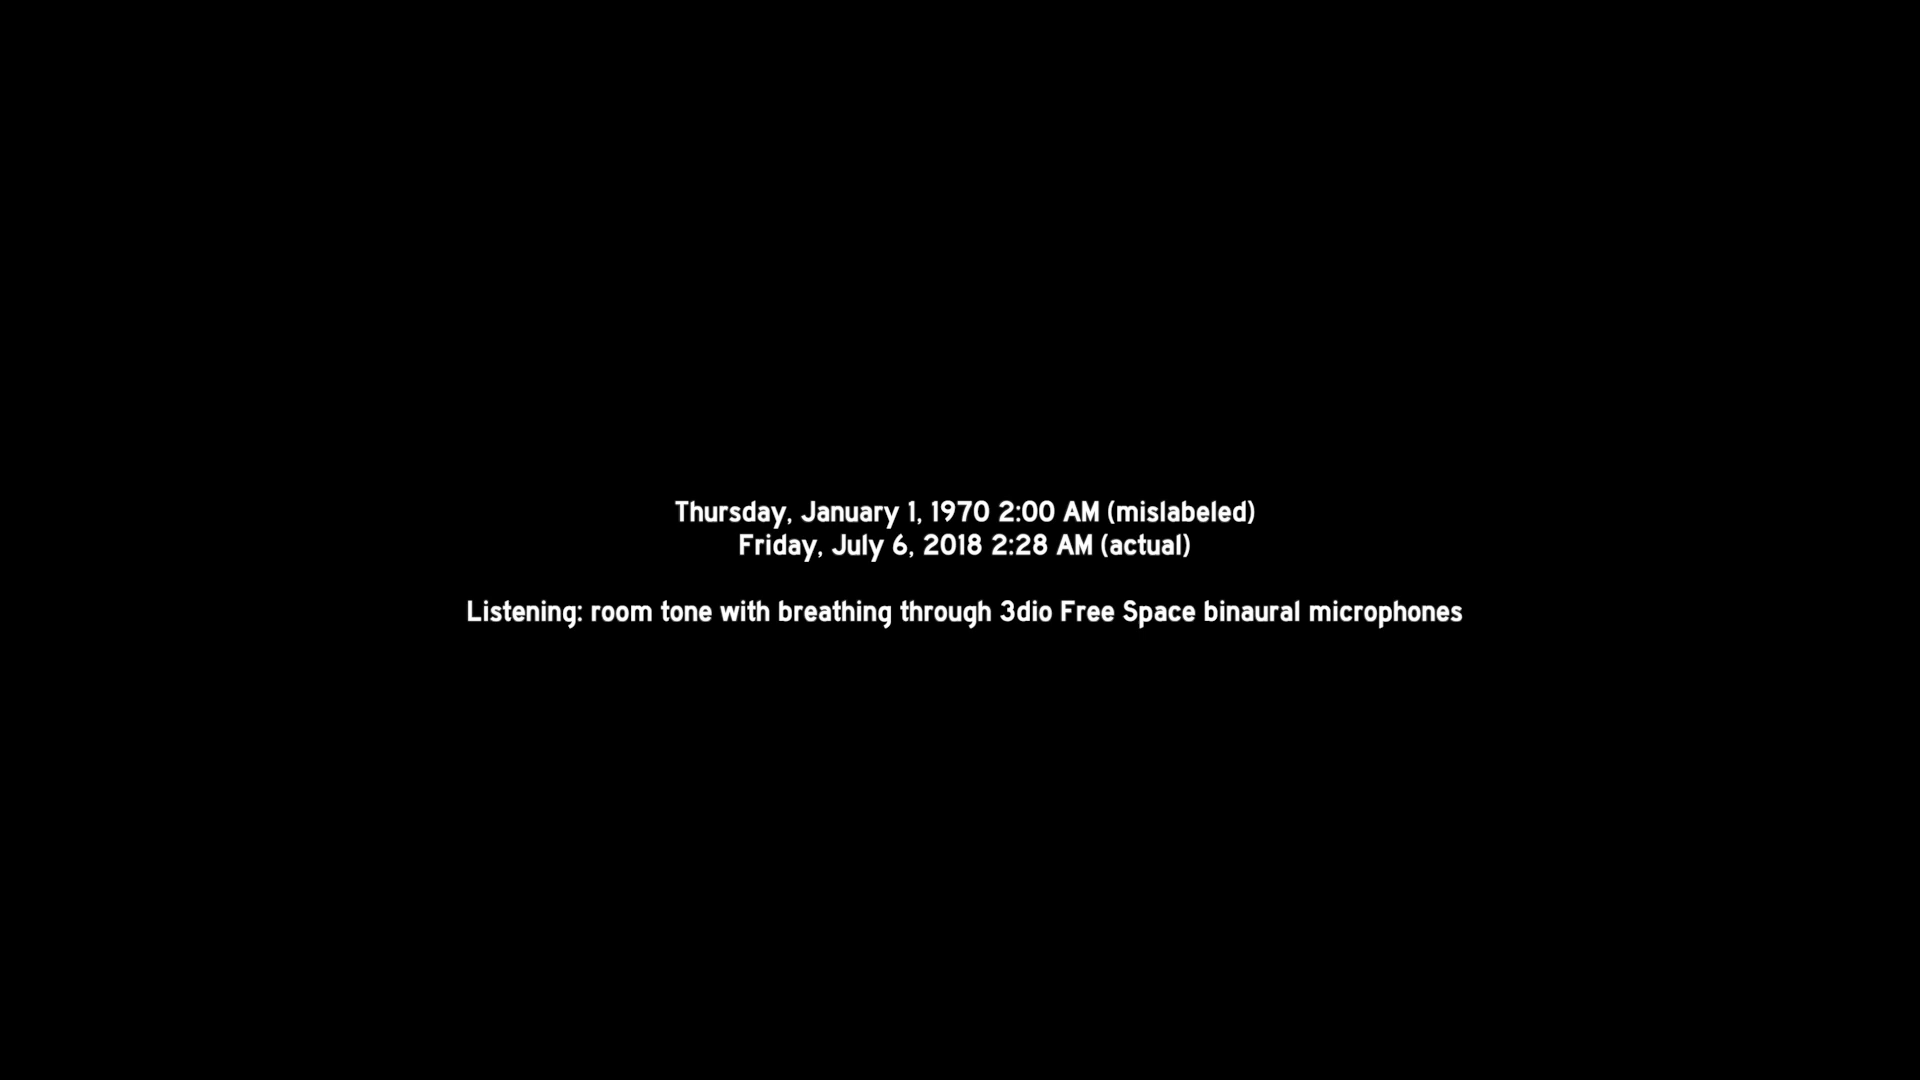 Thursday, January 1, 1970 2:00 AM (mislabeled)
Friday, July 6, 2018 2:28 AM (actual)
Listening: room tone with breathing through 3dio Free Space binaural microphones